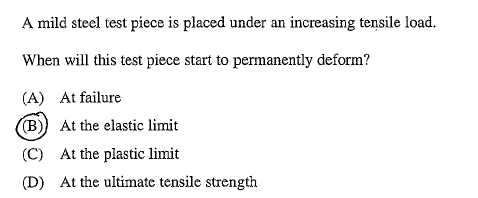 A mild steel test piece is placed under an increasing tensile load.
When will this test piece start to permanently deform?
(A) At failure
(B) At the elastic limit
(C) At the plastic limit
(D) At the ultimate tensile strength